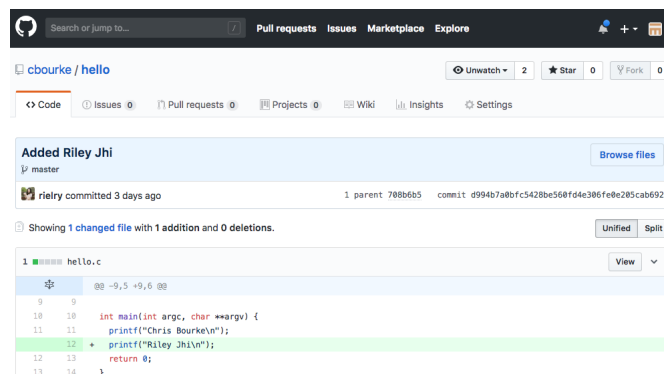 Search or jump to... / Pull requests Issues Marketplace Explore
cbourke / hello Unwatch 2 Star 0 Fork 0
Code Issues 0 Pull requests 0 Projects 0 Wiki Insights Settings
Added Riley Jhi Browse files
master
rielry committed 3 days ago 1 parent 708b6b5 commit d994b7a0bfc5428be560fd4e306fe0e205cab692
Showing 1 changed file with 1 addition and 0 deletions. Unified Split
1 hello.c View
@@ -9,5 +9,6 @@
9 9
10 10 int main(int argc, char **argv) {
11 11 printf("Chris Bourke\n");
12 + printf("Riley Jhi\n");
12 13 return 0;
13 14 }